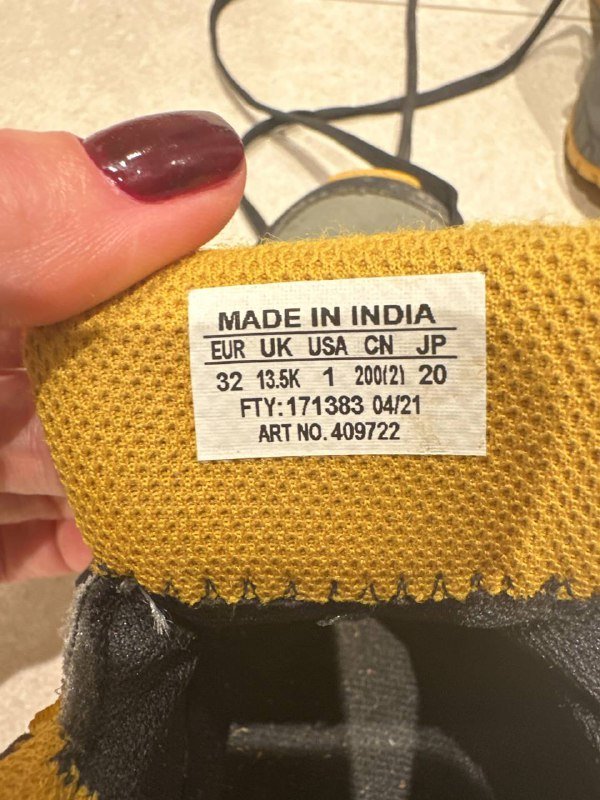 MADE IN INDIA
EUR UK USA CN JP
32 13.5K 1 200(2) 20
FTY: 171383 04/21
ART NO. 409722